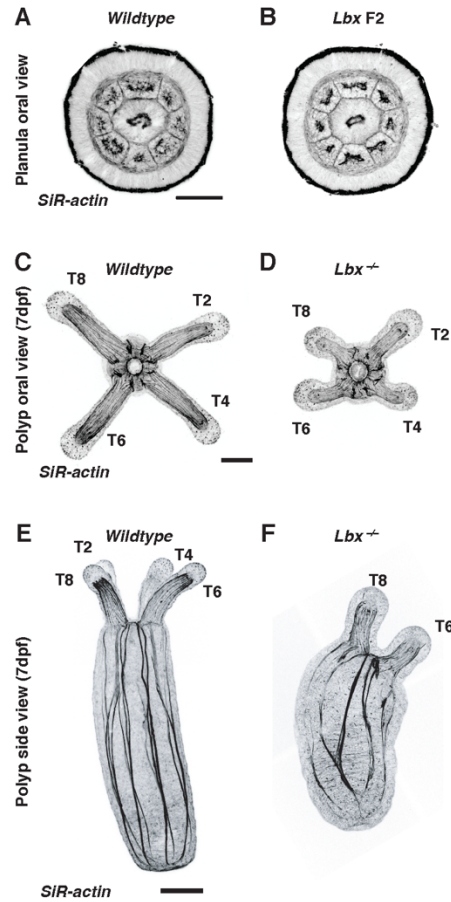 A Wildtype
B Lbx F2
Planula oral view
SiR-actin
C Wildtype
D Lbx -/-
Polyp oral view (7dpf)
T8
T2
T6
T4
T8
T2
T6
T4
SiR-actin
E Wildtype
F Lbx -/-
Polyp side view (7dpf)
T2
T8
T4
T6
T8
T6
SiR-actin